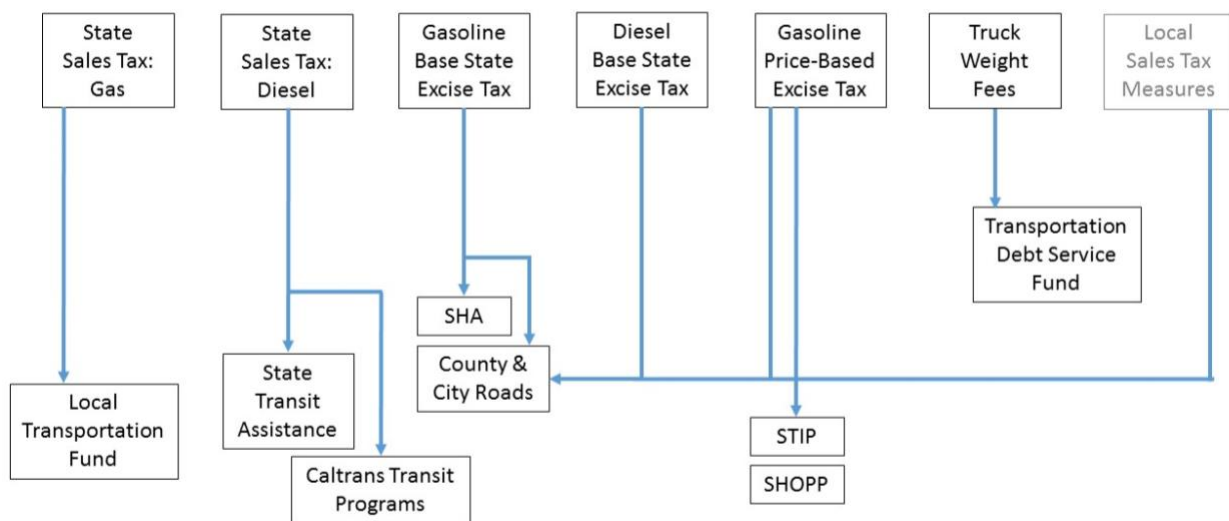 State
Sales Tax:
Gas
State
Sales Tax:
Diesel
Gasoline
Base State
Excise Tax
Diesel
Base State
Excise Tax
Gasoline
Price-Based
Excise Tax
Truck
Weight
Fees
Local
Sales Tax
Measures
Transportation
Debt Service
Fund
SHA
County &
City Roads
State
Transit
Assistance
Local
Transportation
Fund
STIP
Caltrans Transit
Programs
SHOPP